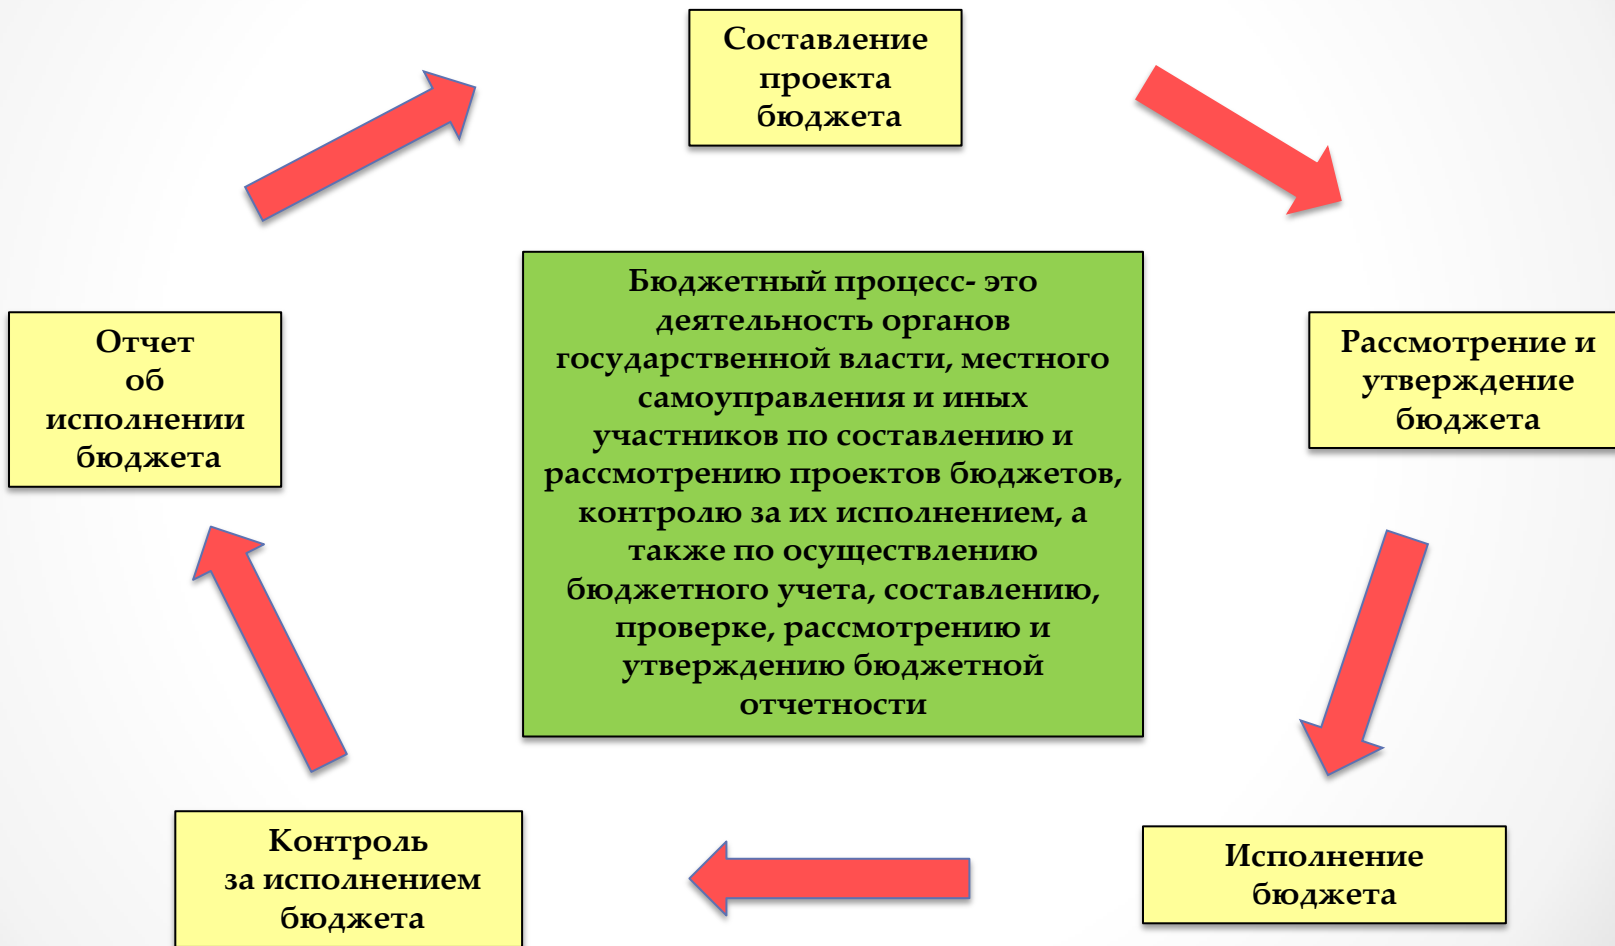 Составление
проекта
бюджета
Бюджетный процесс- это
деятельность органов
государственной власти, местного
самоуправления и иных
участников по составлению и
рассмотрению проектов бюджетов,
контролю за их исполнением, а
также по осуществлению
бюджетного учета, составлению,
проверке, рассмотрению и
утверждению бюджетной
отчетности
Отчет
об
исполнении
бюджета
Рассмотрение и
утверждение
бюджета
Контроль
за исполнением
бюджета
Исполнение
бюджета